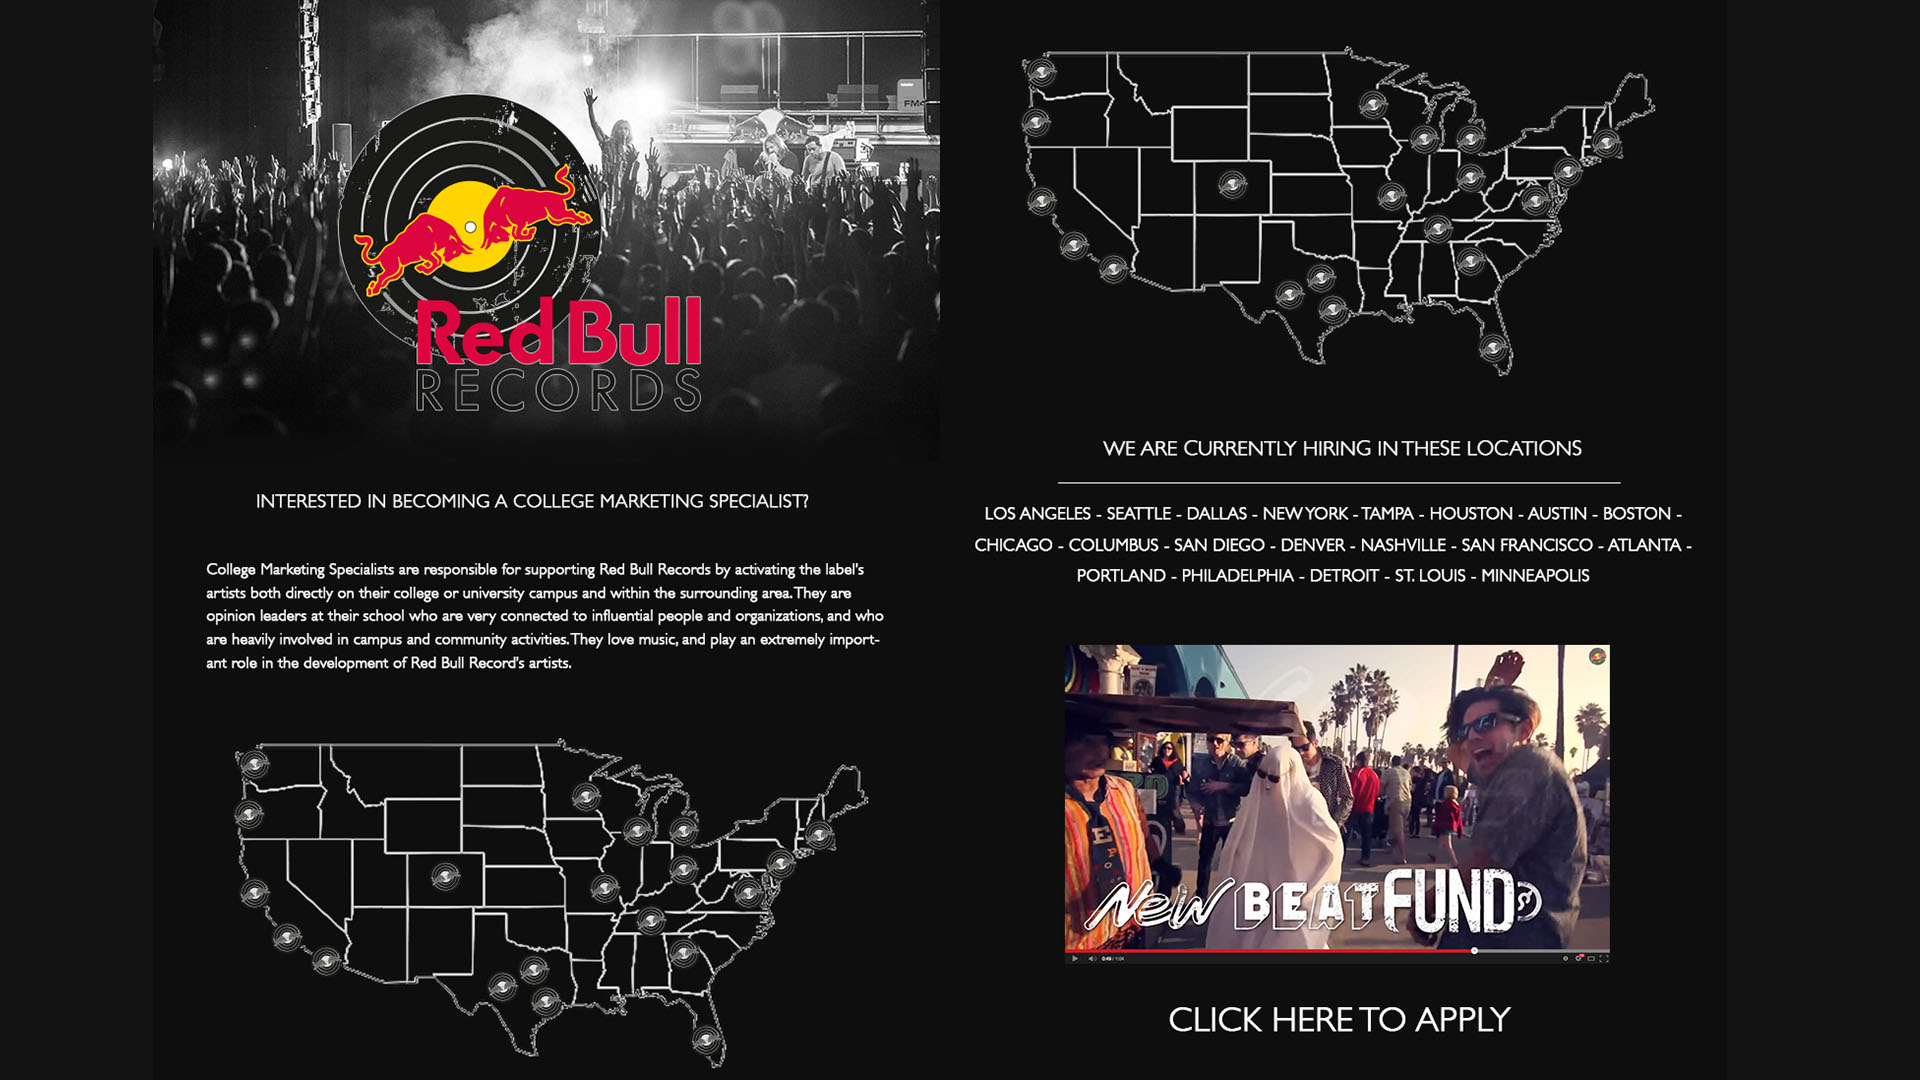 FM4
Red Bull
RECORDS
INTERESTED IN BECOMING A COLLEGE MARKETING SPECIALIST?
College Marketing Specialists are responsible for supporting Red Bull Records by activating the label's
artists both directly on their college or university campus and within the surrounding area. They are
opinion leaders at their school who are very connected to influential people and organizations, and who
are heavily involved in campus and community activities. They love music, and play an extremely import-
ant role in the development of Red Bull Record's artists.
WE ARE CURRENTLY HIRING IN THESE LOCATIONS
LOS ANGELES - SEATTLE - DALLAS - NEW YORK - TAMPA - HOUSTON - AUSTIN - BOSTON -
CHICAGO - COLUMBUS - SAN DIEGO - DENVER - NASHVILLE - SAN FRANCISCO - ATLANTA -
PORTLAND - PHILADELPHIA - DETROIT - ST. LOUIS - MINNEAPOLIS
New BEAT FUND
0:49 / 1:04
CLICK HERE TO APPLY